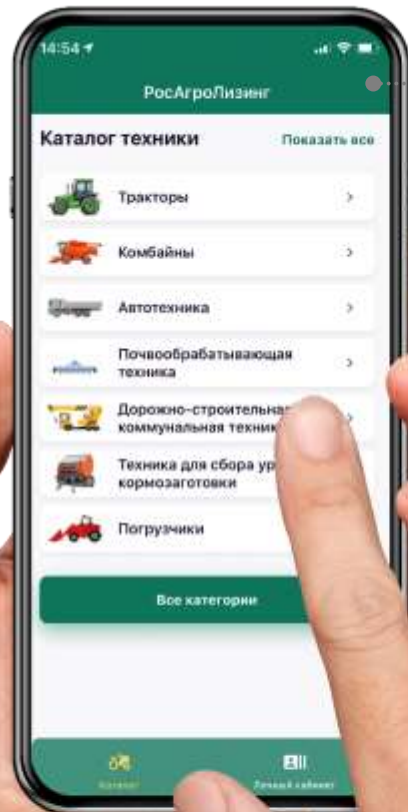 14:54
РосАгроЛизинг
Каталог техники Показать все
Тракторы
Комбайны
Автотехника
Почвообрабатывающая
техника
Дорожно-строительна
коммунальная техник
Техника для сбора ур
кормозаготовки
Погрузчики
Все категории
Каталог Личный кабинет